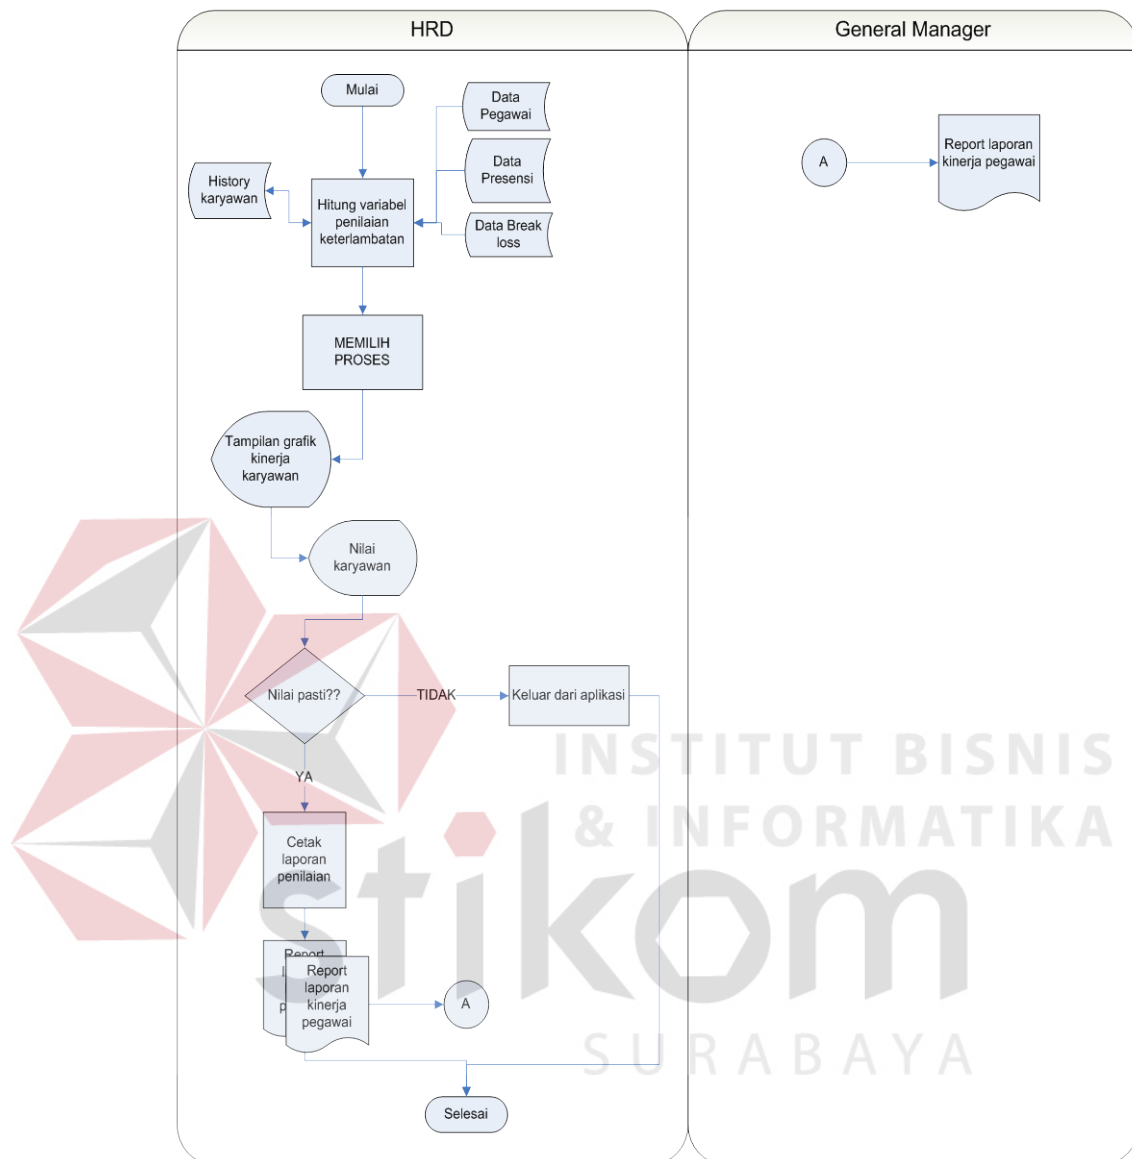 HRD
General Manager
Mulai
Data
Pegawai
Data
Presensi
Data Break
loss
History
karyawan
Hitung variabel
penilaian
keterlambatan
A
Report laporan
kinerja pegawai
MEMILIH
PROSES
Tampilan grafik
kinerja
karyawan
Nilai
karyawan
Nilai pasti??
TIDAK
Keluar dari aplikasi
YA
Cetak
laporan
penilaian
Report
Report
laporan
kinerja
pegawai
A
Selesai
INSTITUT BISNIS
& INFORMATIKA
stikom
SURABAYA